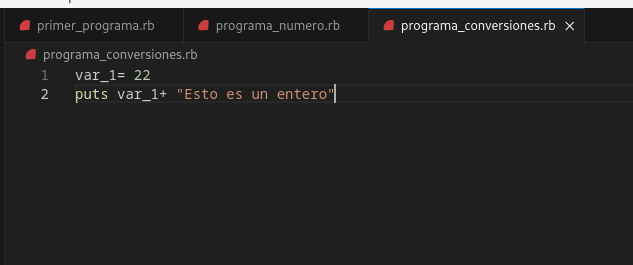 primer_programa.rb programa_numero.rb programa_conversiones.rb
programa_conversiones.rb
1 var_1= 22
2 puts var_1+ "Esto es un entero"